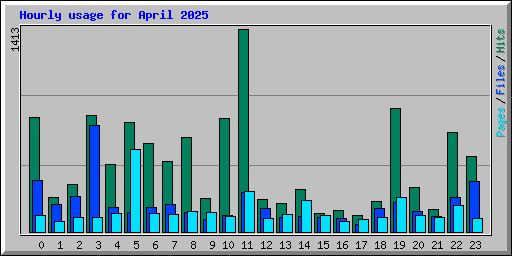 Hourly usage for April 2025
1413
Pages / Files / Hits
0 1 2 3 4 5 6 7 8 9 10 11 12 13 14 15 16 17 18 19 20 21 22 23